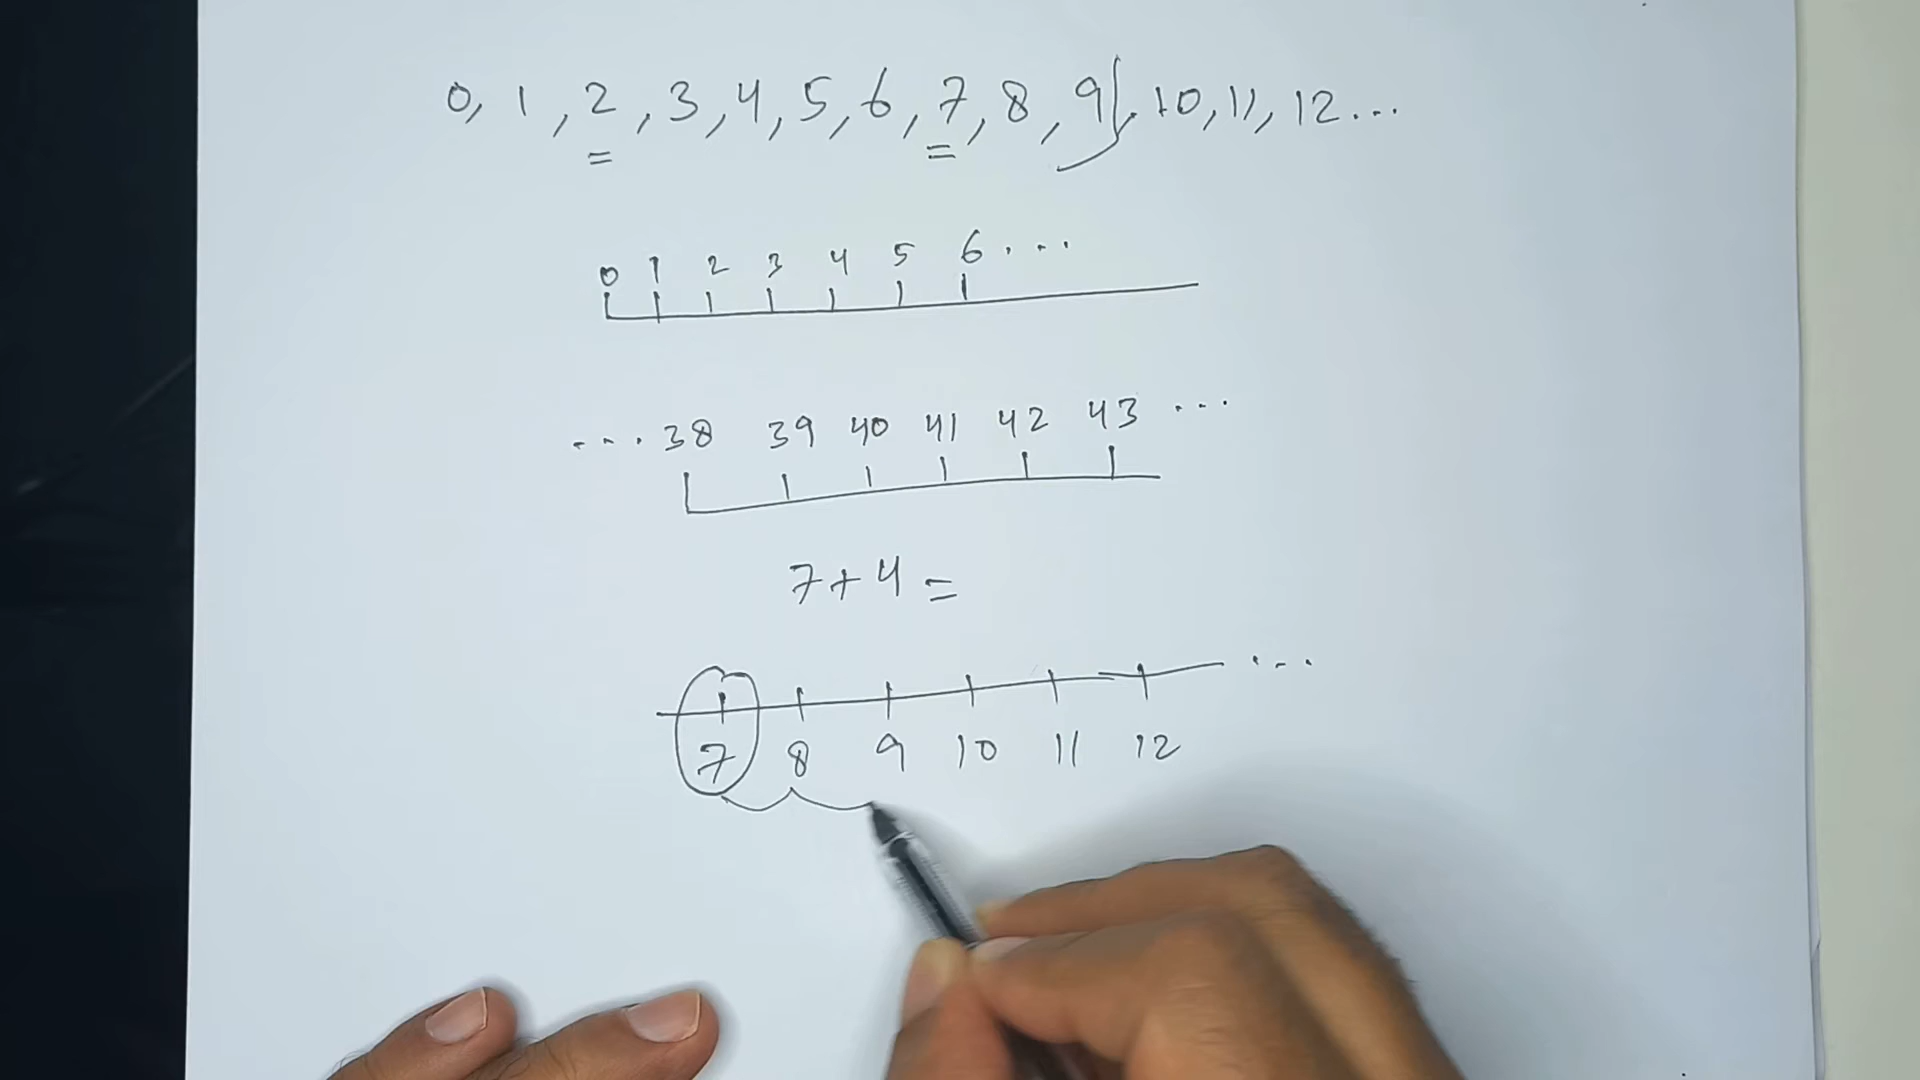 0, 1, 2, 3, 4, 5, 6, 7, 8, 9, 10, 11, 12...
= =
0 1 2 3 4 5 6 ...
... 38 39 40 41 42 43 ...
7+4=
...
7 8 9 10 11 12